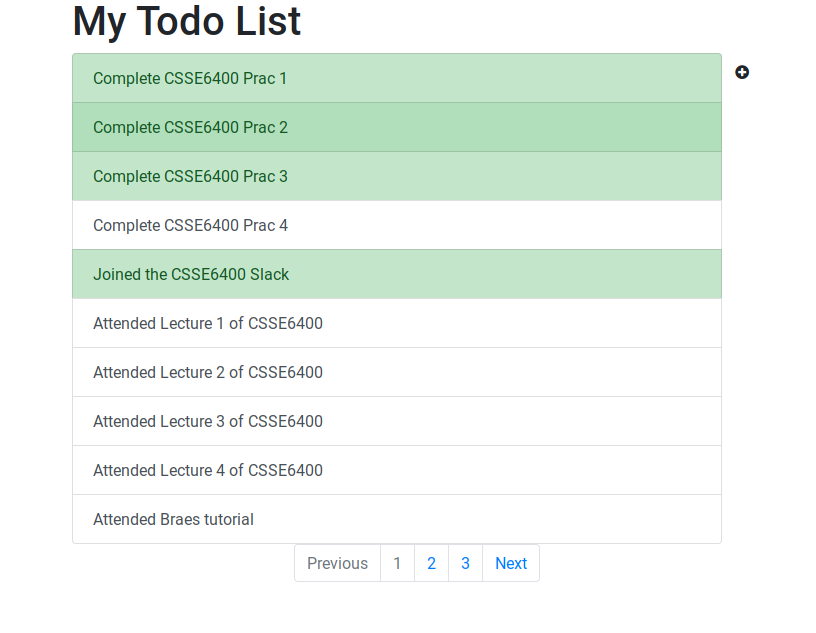 My Todo List
Complete CSSE6400 Prac 1
Complete CSSE6400 Prac 2
Complete CSSE6400 Prac 3
Complete CSSE6400 Prac 4
Joined the CSSE6400 Slack
Attended Lecture 1 of CSSE6400
Attended Lecture 2 of CSSE6400
Attended Lecture 3 of CSSE6400
Attended Lecture 4 of CSSE6400
Attended Braes tutorial
Previous 1 2 3 Next